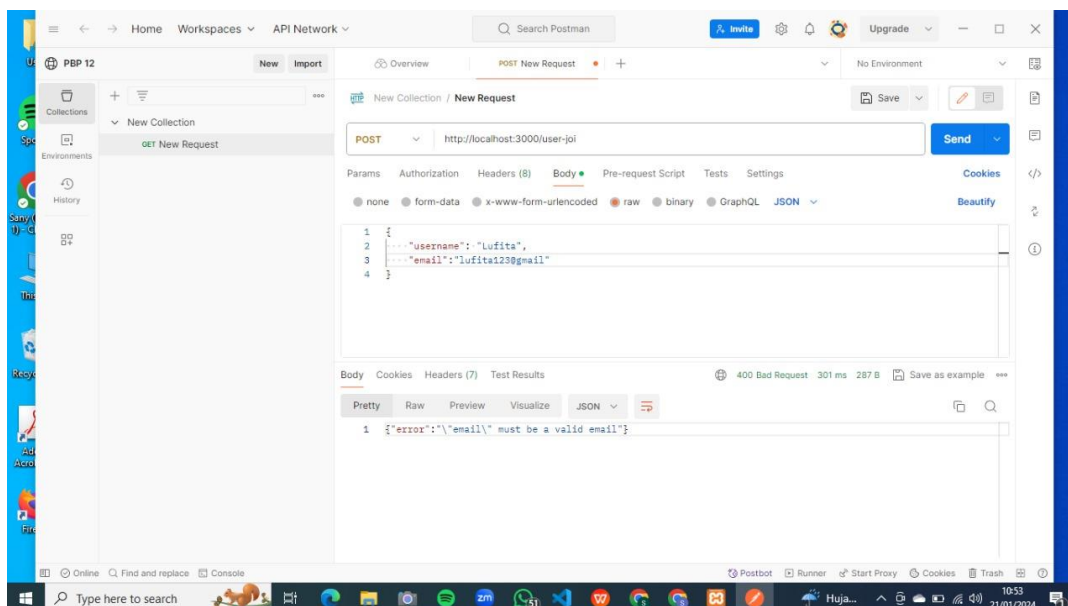 Home Workspaces API Network Search Postman Invite Upgrade
PBP 12 New Import Overview POST New Request + No Environment
Collections
New Collection / New Request Save
New Collection
GET New Request
POST http://localhost:3000/user-joi Send
Environments
Params Authorization Headers (8) Body Pre-request Script Tests Settings Cookies
History
none form-data x-www-form-urlencoded raw binary GraphQL JSON Beautify
1 {
2 "username": "Lufita",
3 "email":"lufita123@gmail"
4 }
Body Cookies Headers (7) Test Results 400 Bad Request 301 ms 287 B Save as example
Pretty Raw Preview Visualize JSON
1 {"error":"\"email\" must be a valid email"}
Online Find and replace Console Postbot Runner Start Proxy Cookies Trash
Type here to search zm 51 Huja... 10:53
21/01/2024